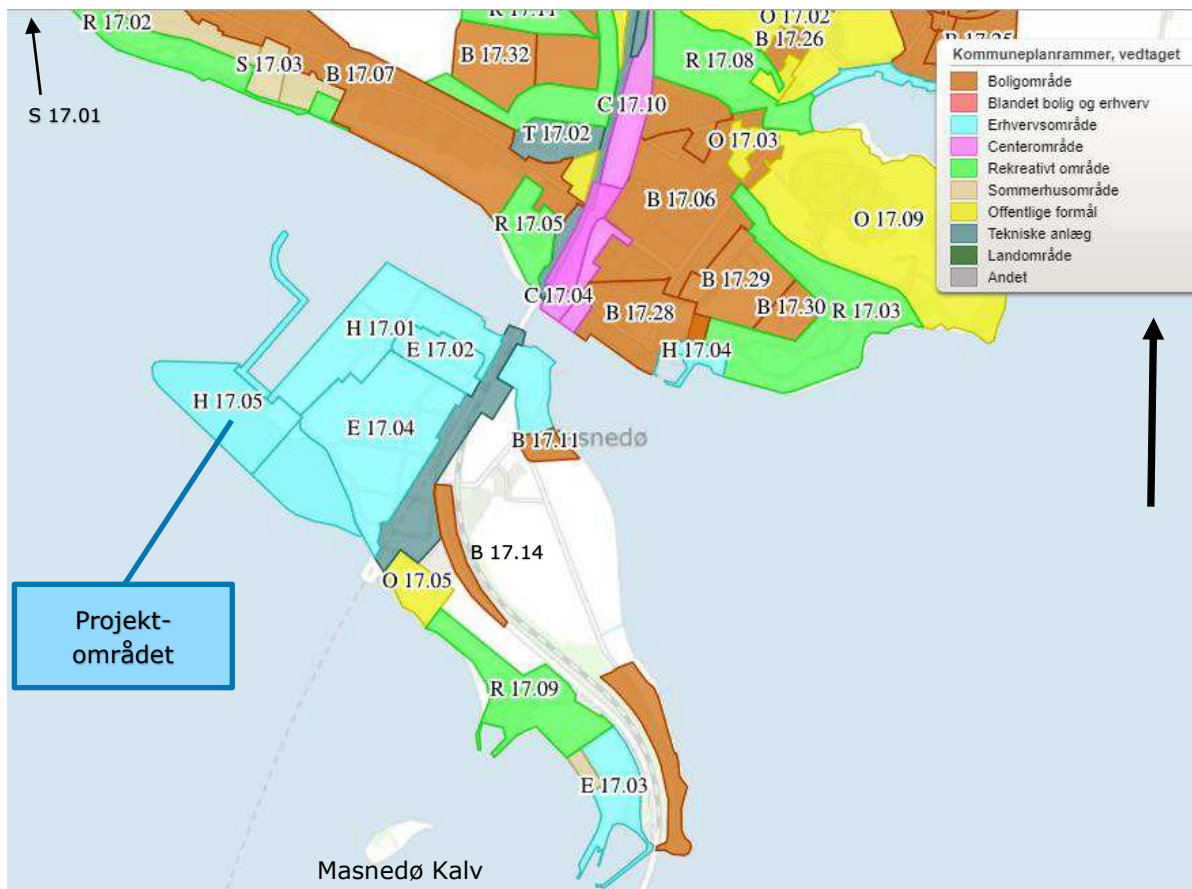 R 17.02
R 17.11
O 17.02
B 17.26
B 17.32
S 17.03
B 17.07
R 17.08
B 17.25
S 17.01
C 17.10
T 17.02
O 17.03
B 17.06
R 17.05
O 17.09
B 17.29
C 17.04
B 17.28
B 17.30
R 17.03
H 17.01
E 17.02
H 17.04
H 17.05
E 17.04
B 17.11
snedø
B 17.14
O 17.05
R 17.09
E 17.03
Masnedø Kalv
Projekt-
området
Kommuneplanrammer, vedtaget
Boligområde
Blandet bolig og erhverv
Erhvervsområde
Centerområde
Rekreativt område
Sommerhusområde
Offentlige formål
Tekniske anlæg
Landområde
Andet